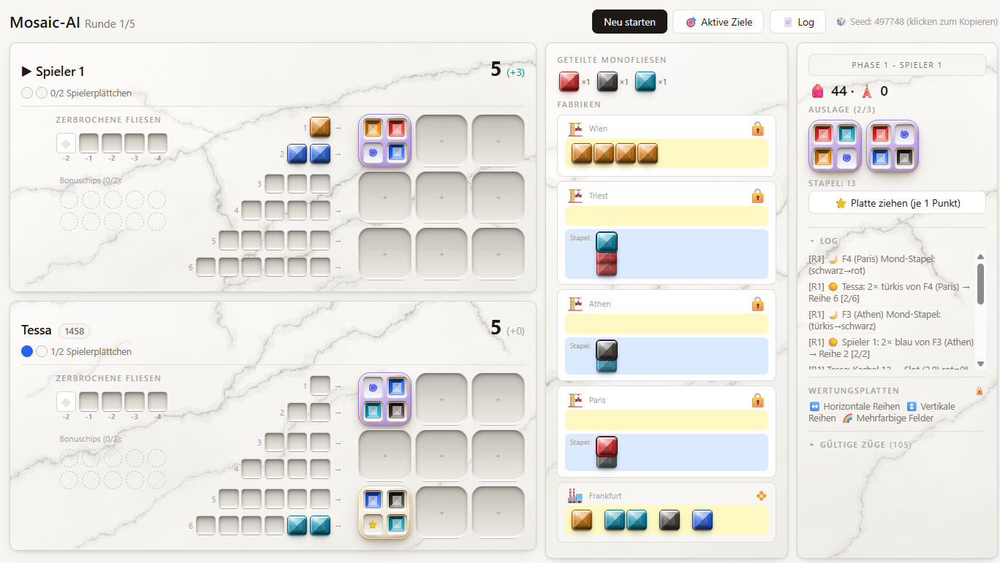 Mosaic-AI Runde 1/5
Neu starten
Aktive Ziele
Log
Seed: 497748 (klicken zum Kopieren)
▶ Spieler 1
5 (+3)
0/2 Spielerplättchen
ZERBROCHENE FLIESEN
-2 -1 -2 -3 -4
Bonuschips (0/2):
1 →
2 →
3 →
4 →
5 →
6 →
+ +
+ + +
+ + +
Tessa 1458
5 (+0)
1/2 Spielerplättchen
ZERBROCHENE FLIESEN
-2 -1 -2 -3 -4
Bonuschips (0/2):
1 →
2 →
3 →
4 →
5 →
6 →
+ +
+ + +
+ +
GETEILTE MONDFLIESEN
×1 ×1 ×1
FABRIKEN
Wien
Triest
Stapel:
Athen
Stapel:
Paris
Stapel:
Frankfurt
PHASE 1 - SPIELER 1
44 · 0
AUSLAGE (2/3)
STAPEL: 13
Platte ziehen (je 1 Punkt)
LOG
[R1] 🌙 F4 (Paris) Mond-Stapel:
(schwarz→rot)
[R1] Tessa: 2× türkis von F4 (Paris) →
Reihe 6 [2/6]
[R1] 🌙 F3 (Athen) Mond-Stapel:
(türkis→schwarz)
[R1] Spieler 1: 2× blau von F3 (Athen)
→ Reihe 2 [2/2]
WERTUNGSPLATTEN
Horizontale Reihen Vertikale
Reihen Mehrfarbige Felder
GÜLTIGE ZÜGE (105)